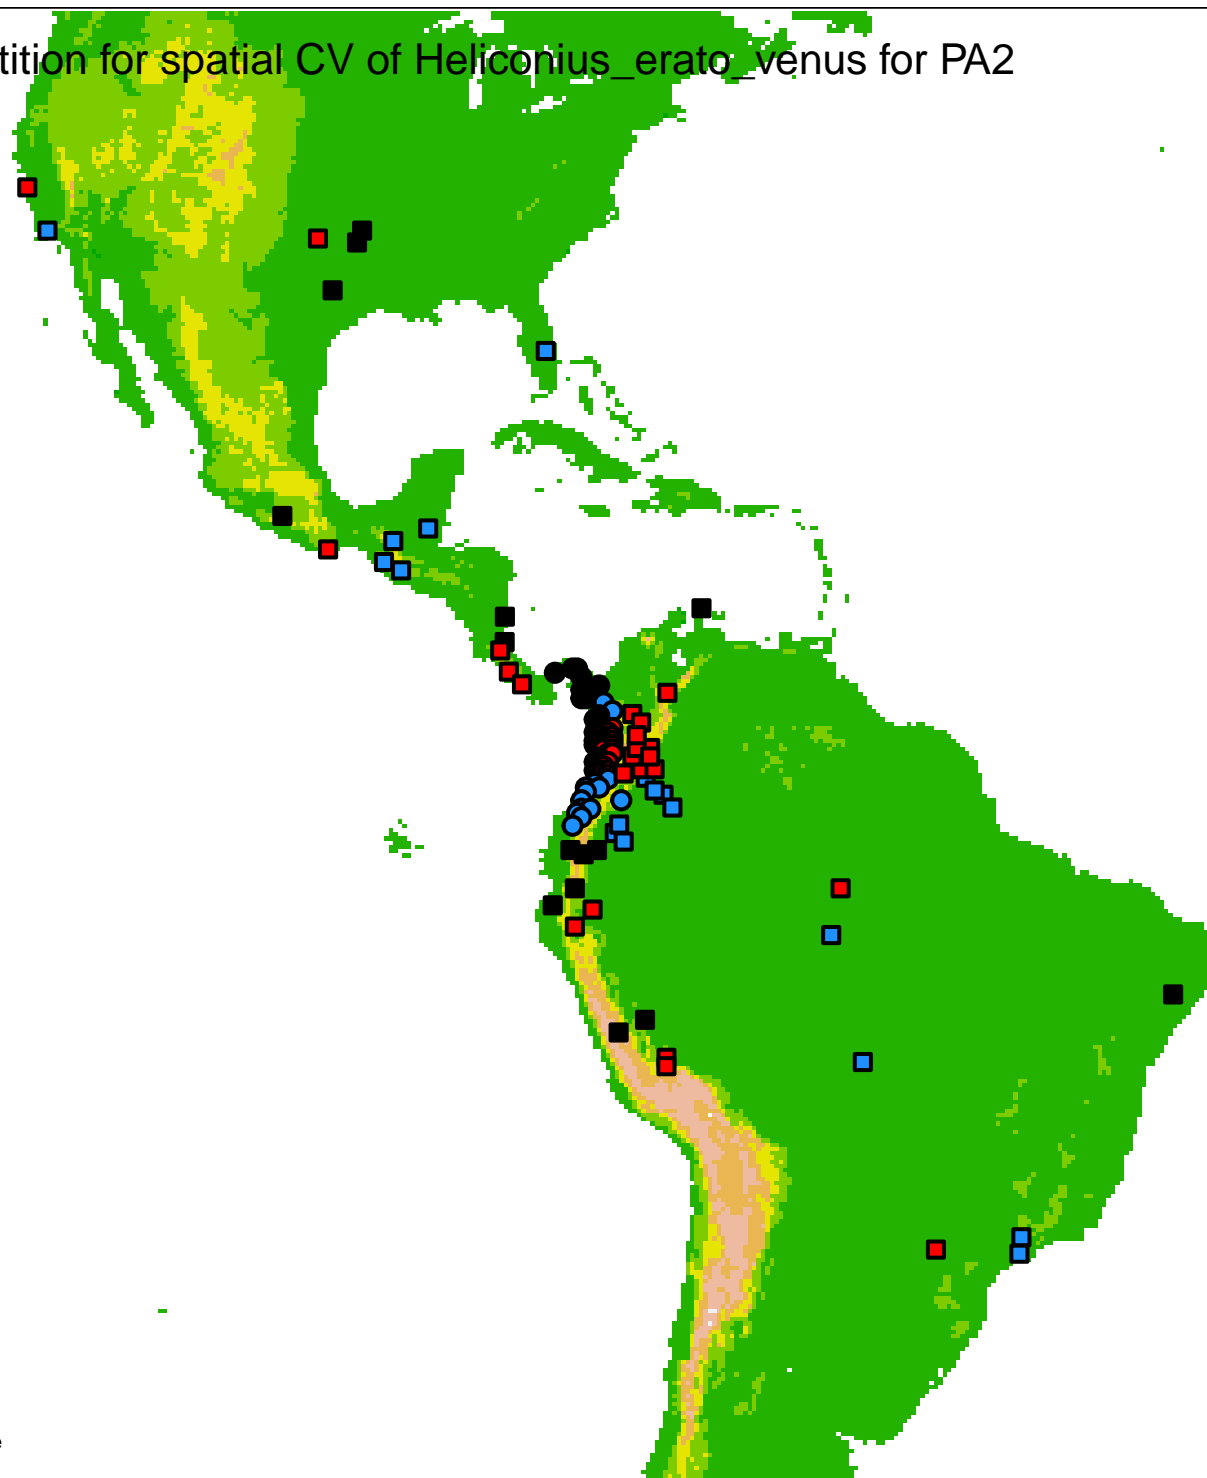 tition for spatial CV of Heliconius_erato_venus for PA2